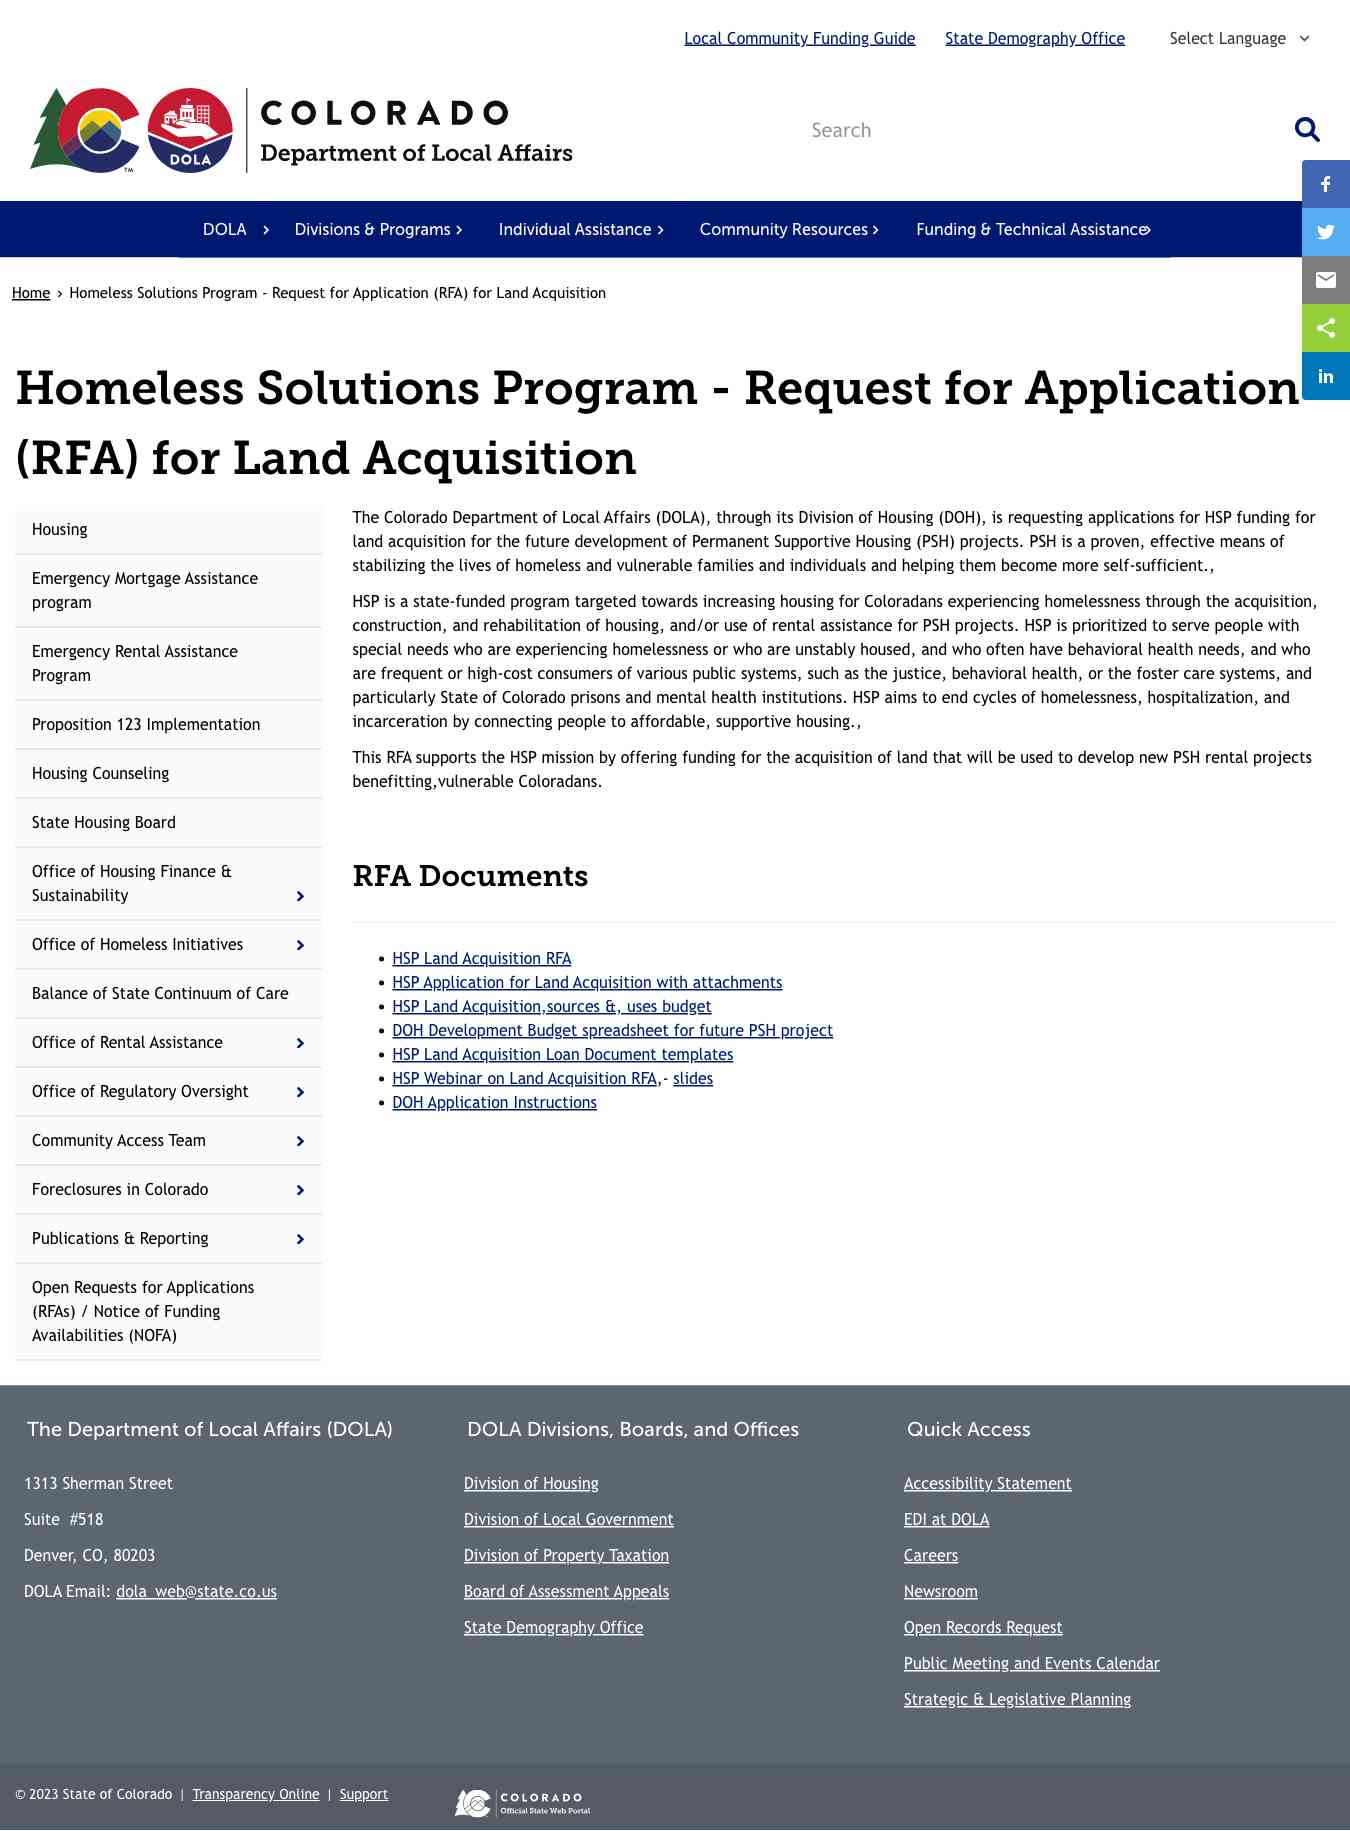 Local Community Funding Guide State Demography Office Select Language
COLORADO
Department of Local Affairs
DOLA
TM
Search
DOLA Divisions & Programs Individual Assistance Community Resources Funding & Technical Assistance
Home › Homeless Solutions Program - Request for Application (RFA) for Land Acquisition
Homeless Solutions Program - Request for Application
(RFA) for Land Acquisition
Housing
Emergency Mortgage Assistance
program
Emergency Rental Assistance
Program
Proposition 123 Implementation
Housing Counseling
State Housing Board
Office of Housing Finance &
Sustainability
Office of Homeless Initiatives
Balance of State Continuum of Care
Office of Rental Assistance
Office of Regulatory Oversight
Community Access Team
Foreclosures in Colorado
Publications & Reporting
Open Requests for Applications
(RFAs) / Notice of Funding
Availabilities (NOFA)
The Colorado Department of Local Affairs (DOLA), through its Division of Housing (DOH), is requesting applications for HSP funding for
land acquisition for the future development of Permanent Supportive Housing (PSH) projects. PSH is a proven, effective means of
stabilizing the lives of homeless and vulnerable families and individuals and helping them become more self-sufficient.,
HSP is a state-funded program targeted towards increasing housing for Coloradans experiencing homelessness through the acquisition,
construction, and rehabilitation of housing, and/or use of rental assistance for PSH projects. HSP is prioritized to serve people with
special needs who are experiencing homelessness or who are unstably housed, and who often have behavioral health needs, and who
are frequent or high-cost consumers of various public systems, such as the justice, behavioral health, or the foster care systems, and
particularly State of Colorado prisons and mental health institutions. HSP aims to end cycles of homelessness, hospitalization, and
incarceration by connecting people to affordable, supportive housing.,
This RFA supports the HSP mission by offering funding for the acquisition of land that will be used to develop new PSH rental projects
benefitting,vulnerable Coloradans.
RFA Documents
• HSP Land Acquisition RFA
• HSP Application for Land Acquisition with attachments
• HSP Land Acquisition,sources &, uses budget
• DOH Development Budget spreadsheet for future PSH project
• HSP Land Acquisition Loan Document templates
• HSP Webinar on Land Acquisition RFA,- slides
• DOH Application Instructions
The Department of Local Affairs (DOLA)
1313 Sherman Street
Suite #518
Denver, CO, 80203
DOLA Email: dola_web@state.co.us
DOLA Divisions, Boards, and Offices
Division of Housing
Division of Local Government
Division of Property Taxation
Board of Assessment Appeals
State Demography Office
Quick Access
Accessibility Statement
EDI at DOLA
Careers
Newsroom
Open Records Request
Public Meeting and Events Calendar
Strategic & Legislative Planning
© 2023 State of Colorado | Transparency Online | Support
COLORADO
Official State Web Portal